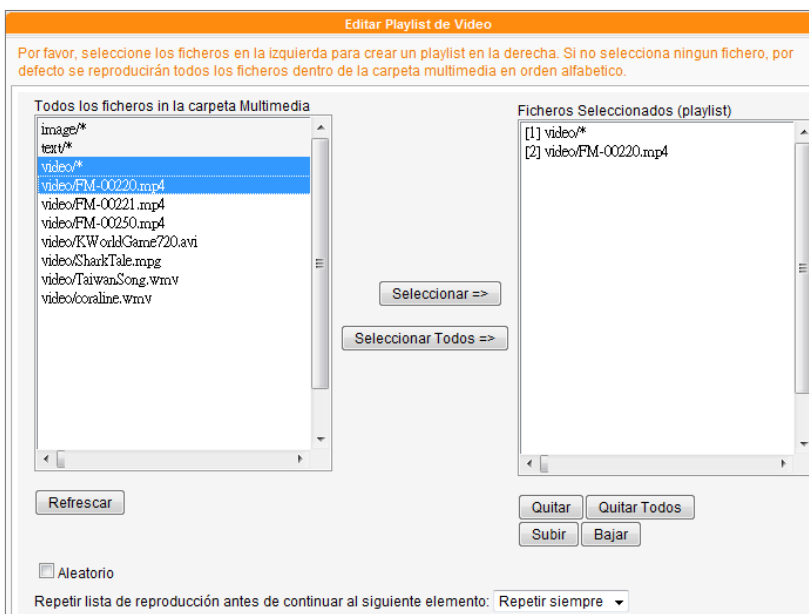 Editar Playlist de Video
Por favor, seleccione los ficheros en la izquierda para crear un playlist en la derecha. Si no selecciona ningun fichero, por
defecto se reproducirán todos los ficheros dentro de la carpeta multimedia en orden alfabetico.
Todos los ficheros in la carpeta Multimedia
image/*
text/*
video/*
video/FM-00220.mp4
video/FM-00221.mp4
video/FM-00250.mp4
video/KWorldGame720.avi
video/SharkTale.mpg
video/TaiwanSong.wmv
video/coraline.wmv
Refrescar
Seleccionar =>
Seleccionar Todos =>
Ficheros Seleccionados (playlist)
[1] video/*
[2] video/FM-00220.mp4
Quitar
Quitar Todos
Subir
Bajar
Aleatorio
Repetir lista de reproducción antes de continuar al siguiente elemento: Repetir siempre